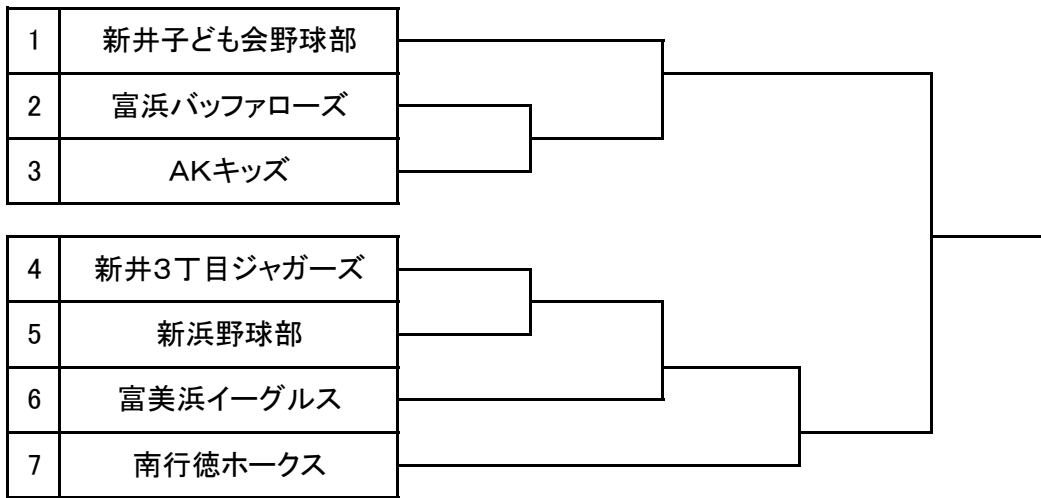 1 新井子ども会野球部
2 富浜バッファローズ
3 AKキッズ
4 新井3丁目ジャガーズ
5 新浜野球部
6 富美浜イーグルス
7 南行徳ホークス